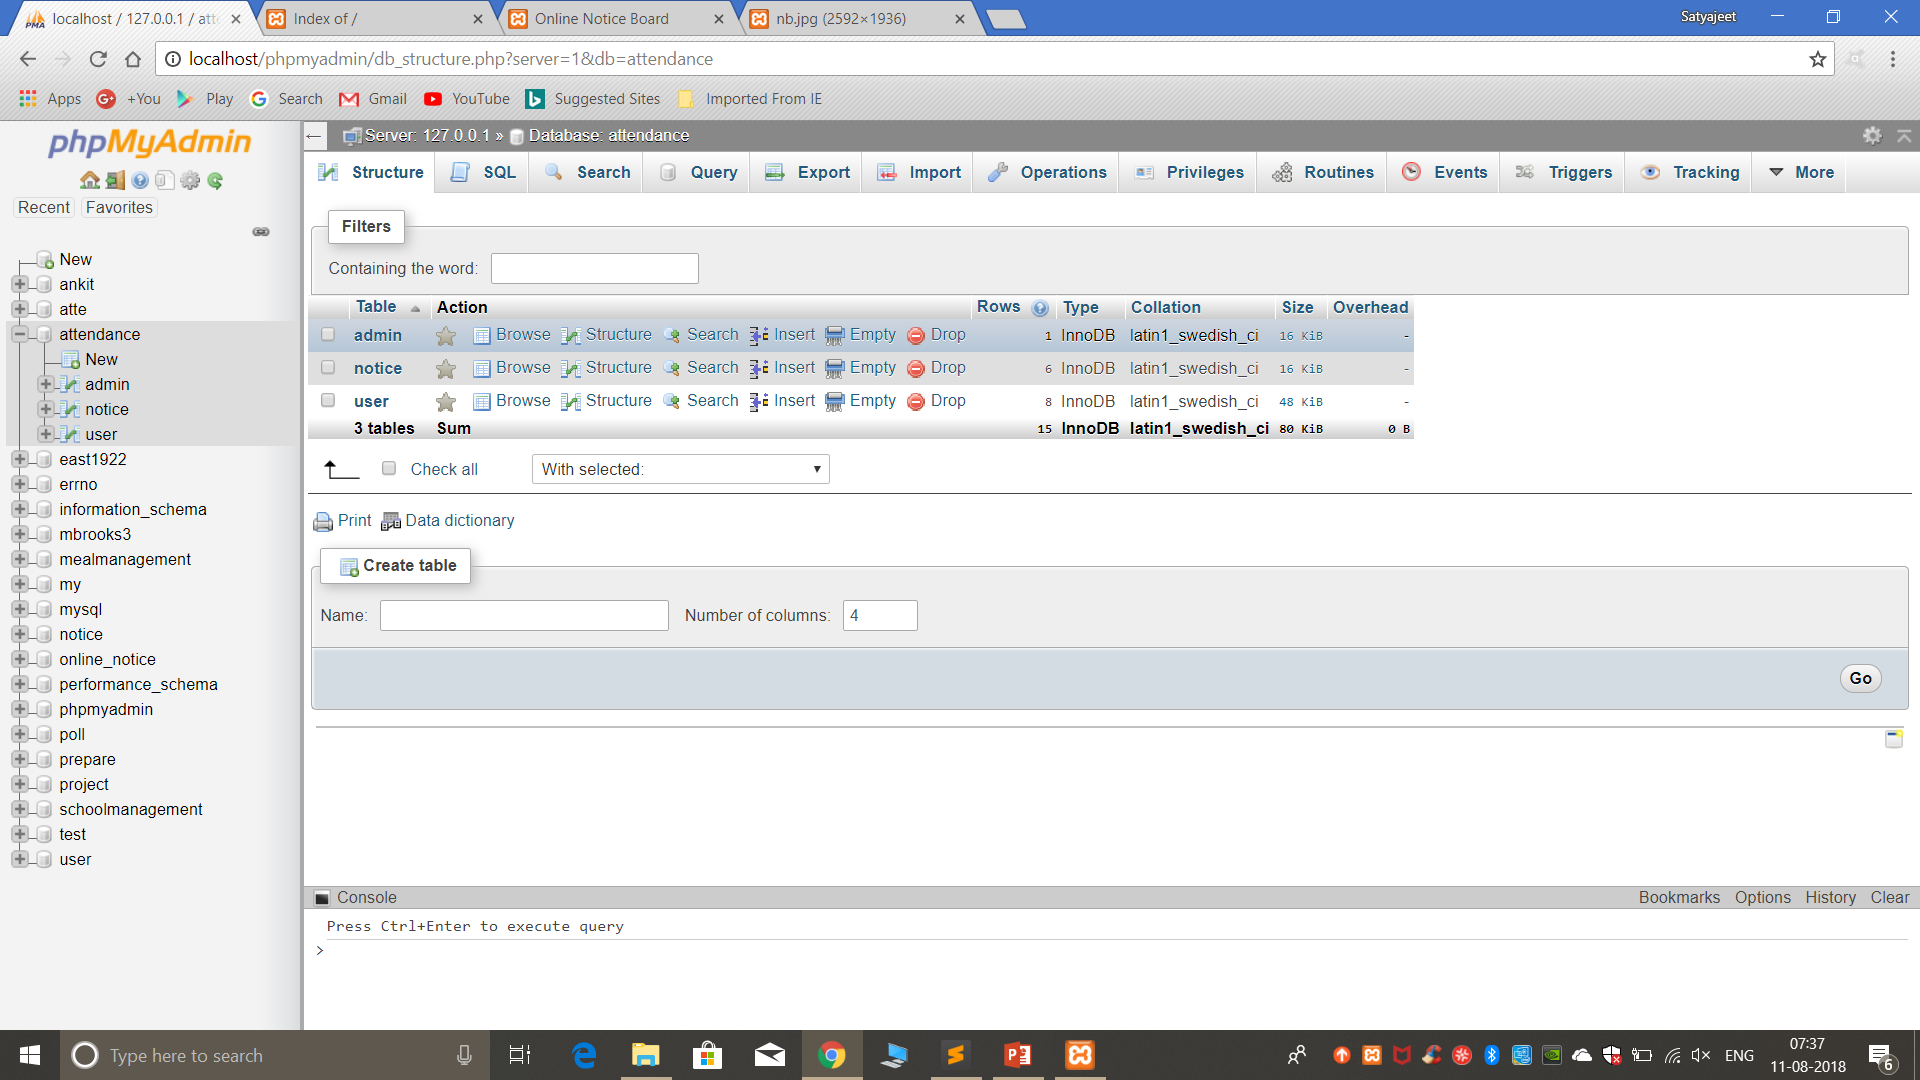 localhost / 127.0.0.1 / att
Index of /
Online Notice Board
nb.jpg (2592×1936)
Satyajeet
localhost/phpmyadmin/db_structure.php?server=1&db=attendance
Apps +You Play Search Gmail YouTube Suggested Sites Imported From IE
phpMyAdmin
Recent Favorites
New
ankit
atte
attendance
New
admin
notice
user
east1922
errno
information_schema
mbrooks3
mealmanagement
my
mysql
notice
online_notice
performance_schema
phpmyadmin
poll
prepare
project
schoolmanagement
test
user
Server: 127.0.0.1 » Database: attendance
Structure SQL Search Query Export Import Operations Privileges Routines Events Triggers Tracking More
Filters
Containing the word:
Table Action Rows Type Collation Size Overhead
admin Browse Structure Search Insert Empty Drop 1 InnoDB latin1_swedish_ci 16 KiB -
notice Browse Structure Search Insert Empty Drop 6 InnoDB latin1_swedish_ci 16 KiB -
user Browse Structure Search Insert Empty Drop 8 InnoDB latin1_swedish_ci 48 KiB -
3 tables Sum 15 InnoDB latin1_swedish_ci 80 KiB 0 B
Check all With selected:
Print Data dictionary
Create table
Name: Number of columns: 4
Go
Console Bookmarks Options History Clear
Press Ctrl+Enter to execute query
>
Type here to search
ENG
07:37
11-08-2018
6